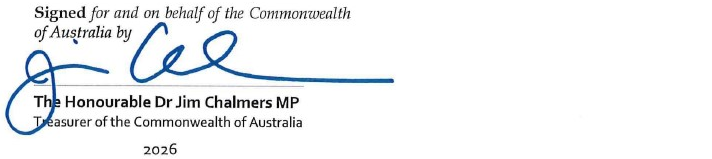 Signed for and on behalf of the Commonwealth
of Australia by
The Honourable Dr Jim Chalmers MP
Treasurer of the Commonwealth of Australia
2026